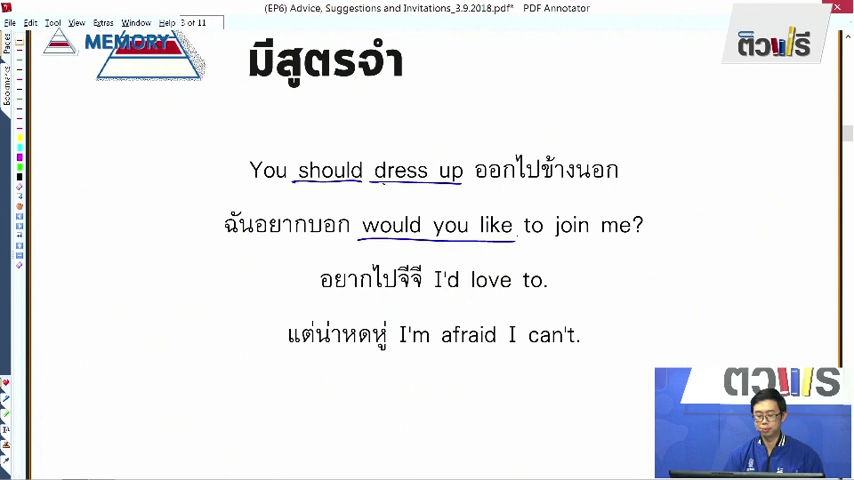 (EP6) Advice, Suggestions and Invitations_3.9.2018.pdf* PDF Annotator
File Edit Tool View Extras Window Help 3 of 11
Pages
Bookmarks
MEMORY
มีสูตรจำ
ติวฟรี
You should dress up ออกไปข้างนอก
ฉันอยากบอก would you like to join me?
อยากไปจีจี I'd love to.
แต่น่าหดหู่ I'm afraid I can't.
ติวฟรี